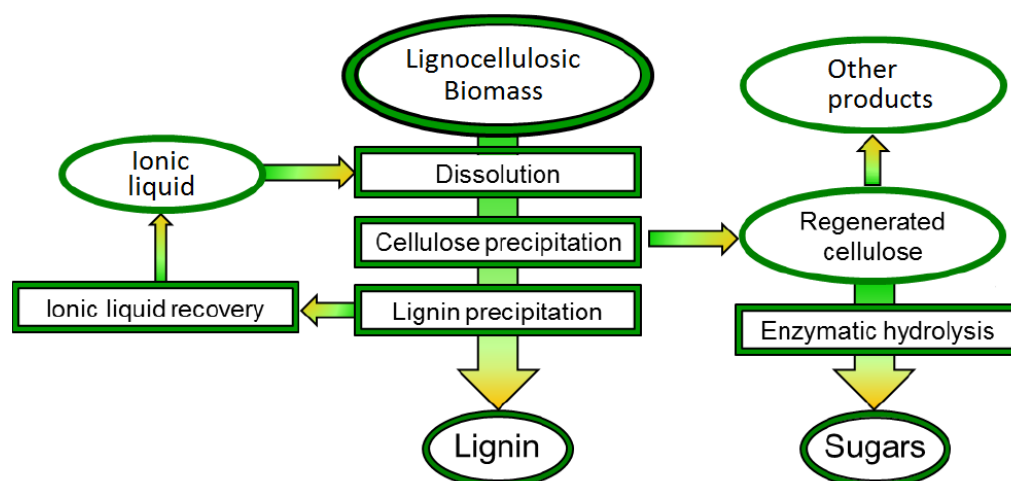 Lignocellulosic
Biomass
Other
products
Ionic
liquid
Dissolution
Cellulose precipitation
Regenerated
cellulose
Ionic liquid recovery
Lignin precipitation
Enzymatic hydrolysis
Lignin
Sugars